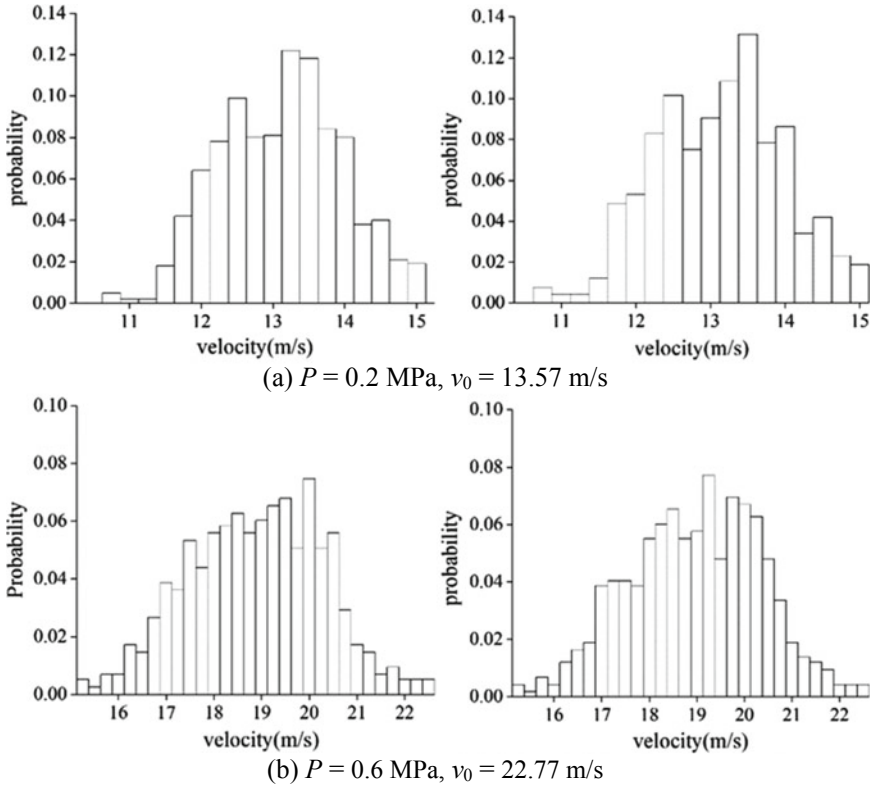 0.14
0.12
0.10
0.08
0.06
0.04
0.02
0.00
probability
11 12 13 14 15
velocity(m/s)
0.14
0.12
0.10
0.08
0.06
0.04
0.02
0.00
probability
11 12 13 14 15
velocity(m/s)
(a) P = 0.2 MPa, v0 = 13.57 m/s
0.10
0.08
0.06
0.04
0.02
0.00
Probability
16 17 18 19 20 21 22
velocity(m/s)
0.10
0.08
0.06
0.04
0.02
0.00
probability
16 17 18 19 20 21 22
velocity(m/s)
(b) P = 0.6 MPa, v0 = 22.77 m/s